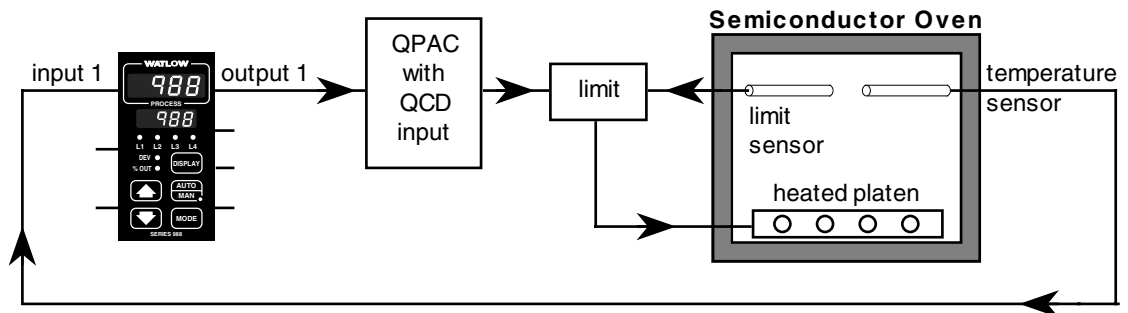 Semiconductor Oven
input 1
WATLOW
988
PROCESS
988
L1 L2 L3 L4
DEV
% OUT
DISPLAY
AUTO
MAN
MODE
SERIES 988
output 1
QPAC
with
QCD
input
limit
limit
sensor
temperature
sensor
heated platen